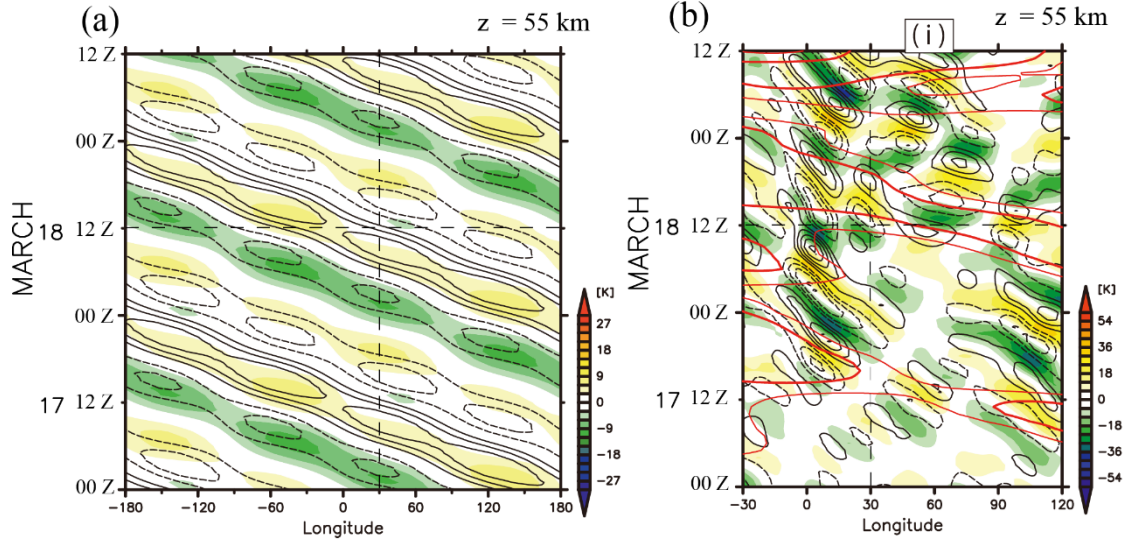 (a)
z = 55 km
12 Z
00 Z
18
12 Z
00 Z
17
12 Z
00 Z
MARCH
-180
-120
-60
0
60
120
180
Longitude
[K]
27
18
9
0
-9
-18
-27
(b)
(i)
z = 55 km
12 Z
00 Z
18
12 Z
00 Z
17
12 Z
00 Z
MARCH
-30
0
30
60
90
120
Longitude
[K]
54
36
18
0
-18
-36
-54